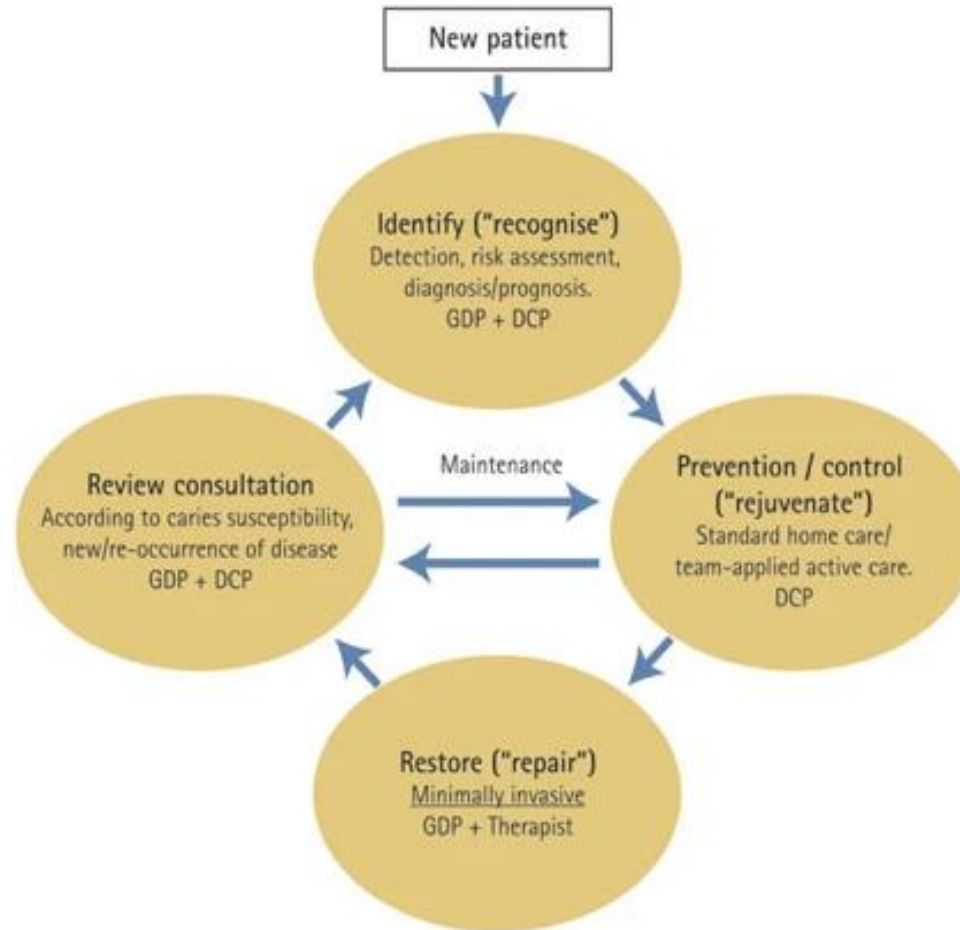 New patient
Identify (“recognise”)
Detection, risk assessment,
diagnosis/prognosis.
GDP + DCP
Maintenance
Review consultation
According to caries susceptibility,
new/re-occurrence of disease
GDP + DCP
Prevention / control
(“rejuvenate”)
Standard home care/
team-applied active care.
DCP
Restore (“repair”)
Minimally invasive
GDP + Therapist